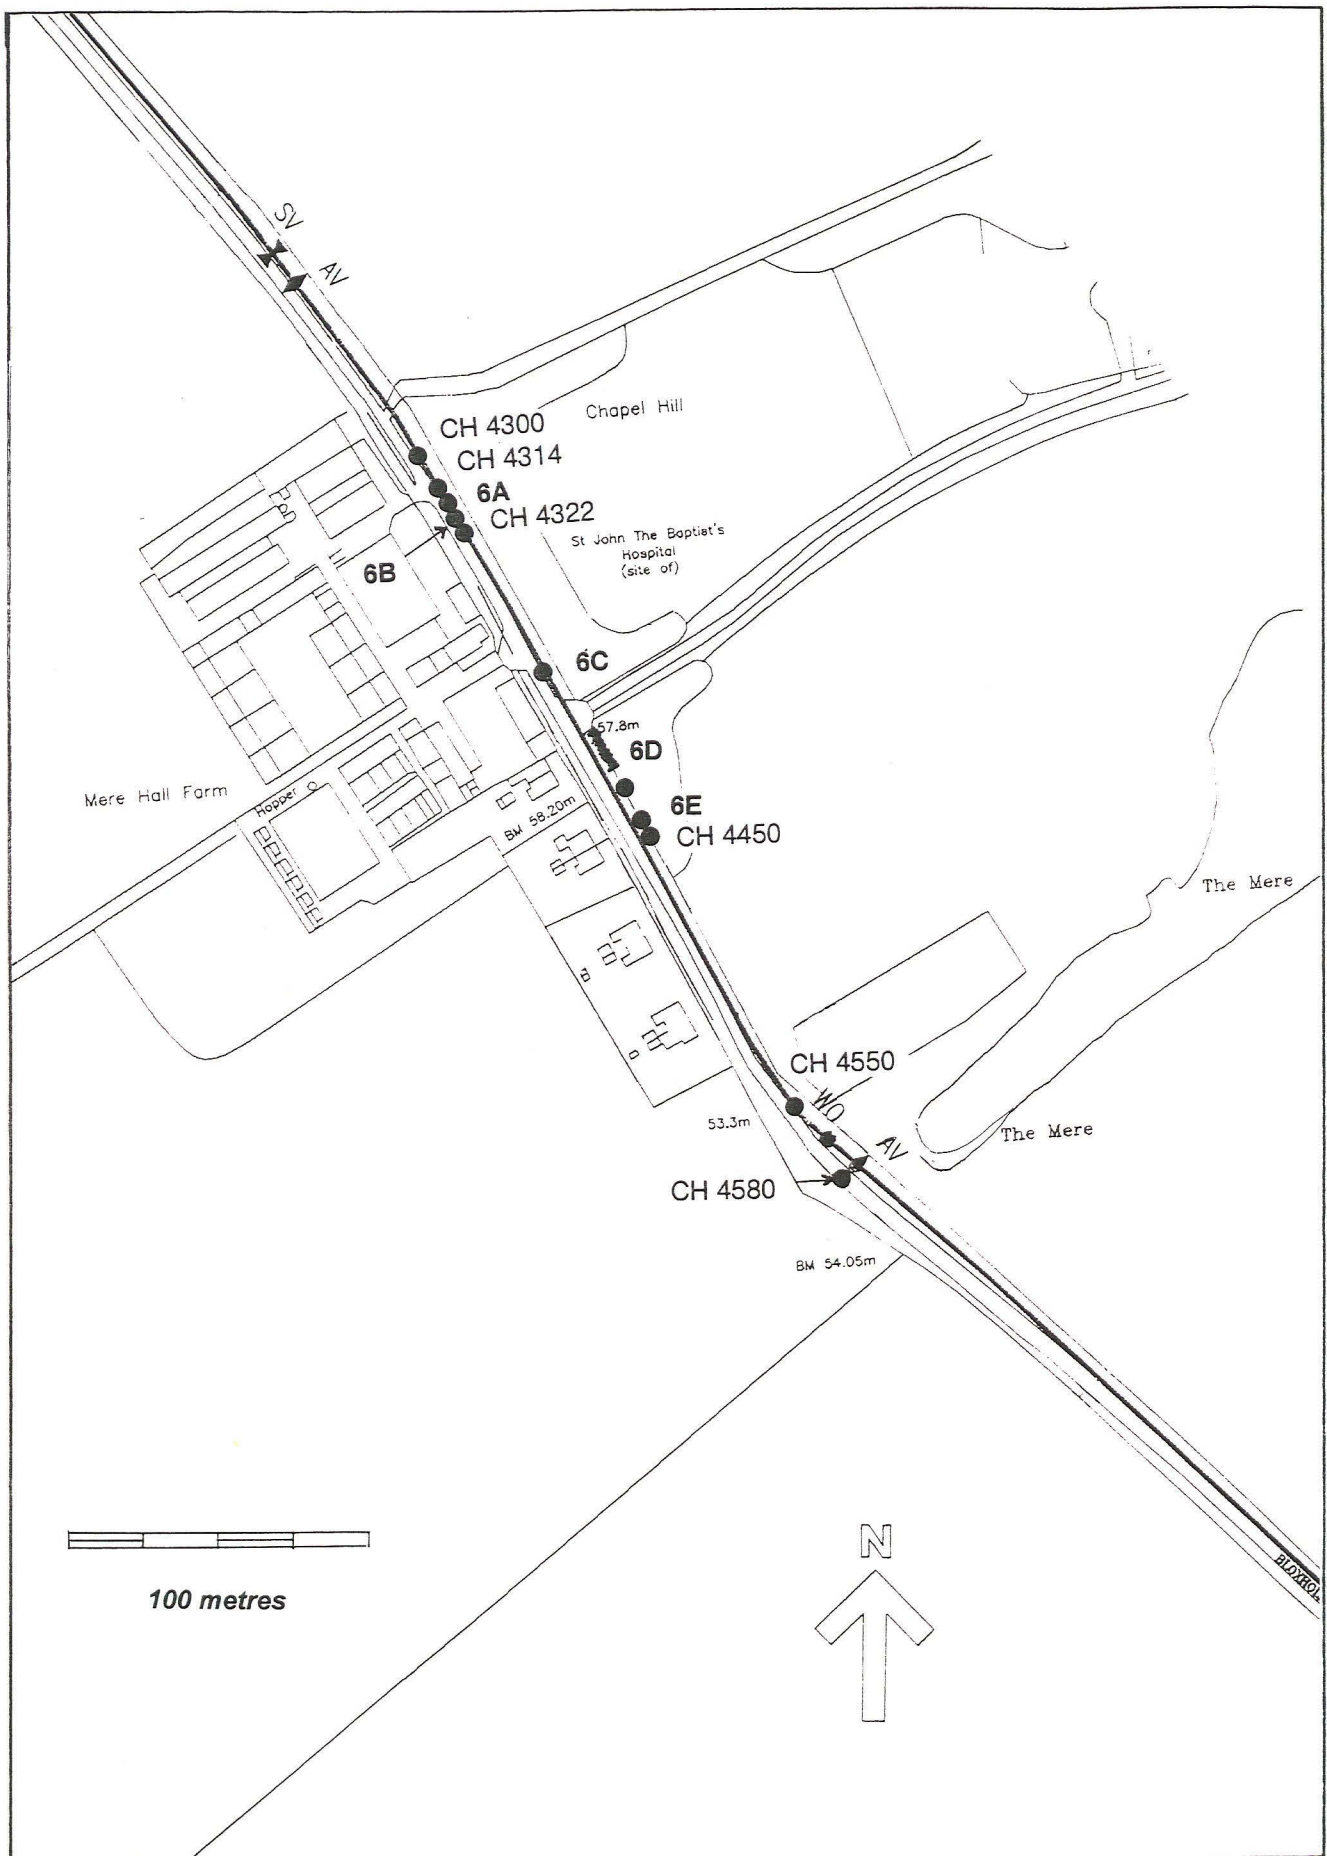 SV
AV
CH 4300
Chapel Hill
CH 4314
6A
CH 4322
St John The Baptist's
Hospital
(site of)
6B
6C
57.8m
6D
Mere Hall Farm
Hopper
BM 58.20m
6E
CH 4450
The Mere
CH 4550
WO
53.3m
AV
The Mere
CH 4580
BM 54.05m
N
BLOXHOL
100 metres